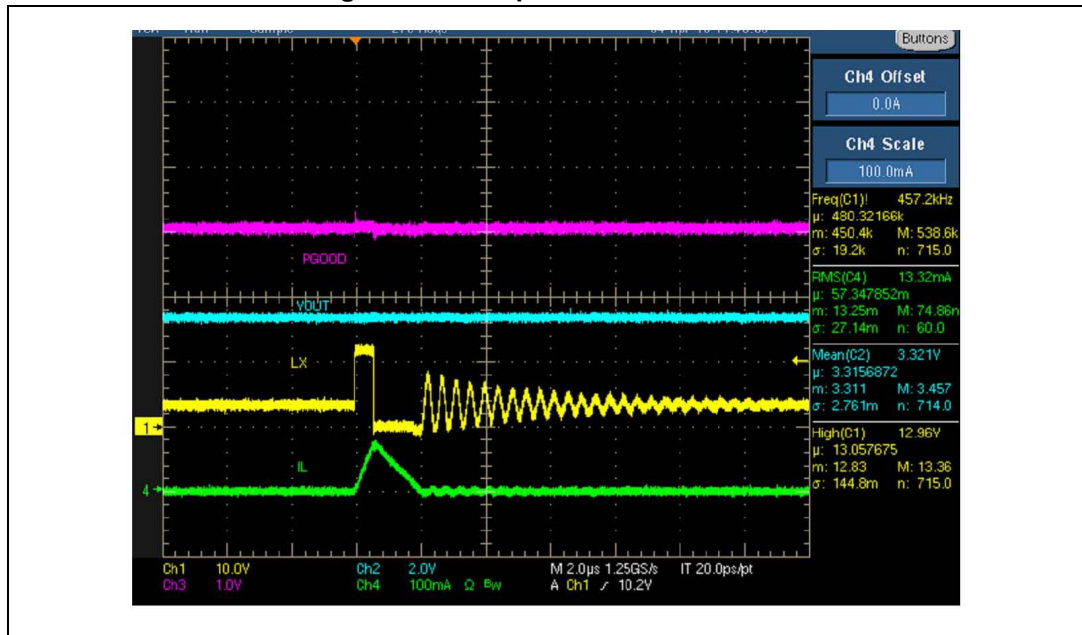 Buttons
Ch4 Offset
0.0A
Ch4 Scale
100.0mA
Freq(C1)! 457.2kHz
µ: 480.32166k
m: 450.4k M: 538.6k
σ: 19.2k n: 715.0
RMS(C4) 13.32mA
µ: 57.347852m
m: 13.25m M: 74.86m
σ: 27.14m n: 60.0
Mean(C2) 3.321V
µ: 3.3156872
m: 3.311 M: 3.457
σ: 2.761m n: 714.0
High(C1) 12.96V
µ: 13.057675
m: 12.83 M: 13.36
σ: 144.8m n: 715.0
PGOOD
VOUT
LX
1
IL
4
Ch1 10.0V Ch2 2.0V M 2.0µs 1.25GS/s IT 20.0ps/pt
Ch3 1.0V Ch4 100mA Ω Bw A Ch1 ∫ 10.2V